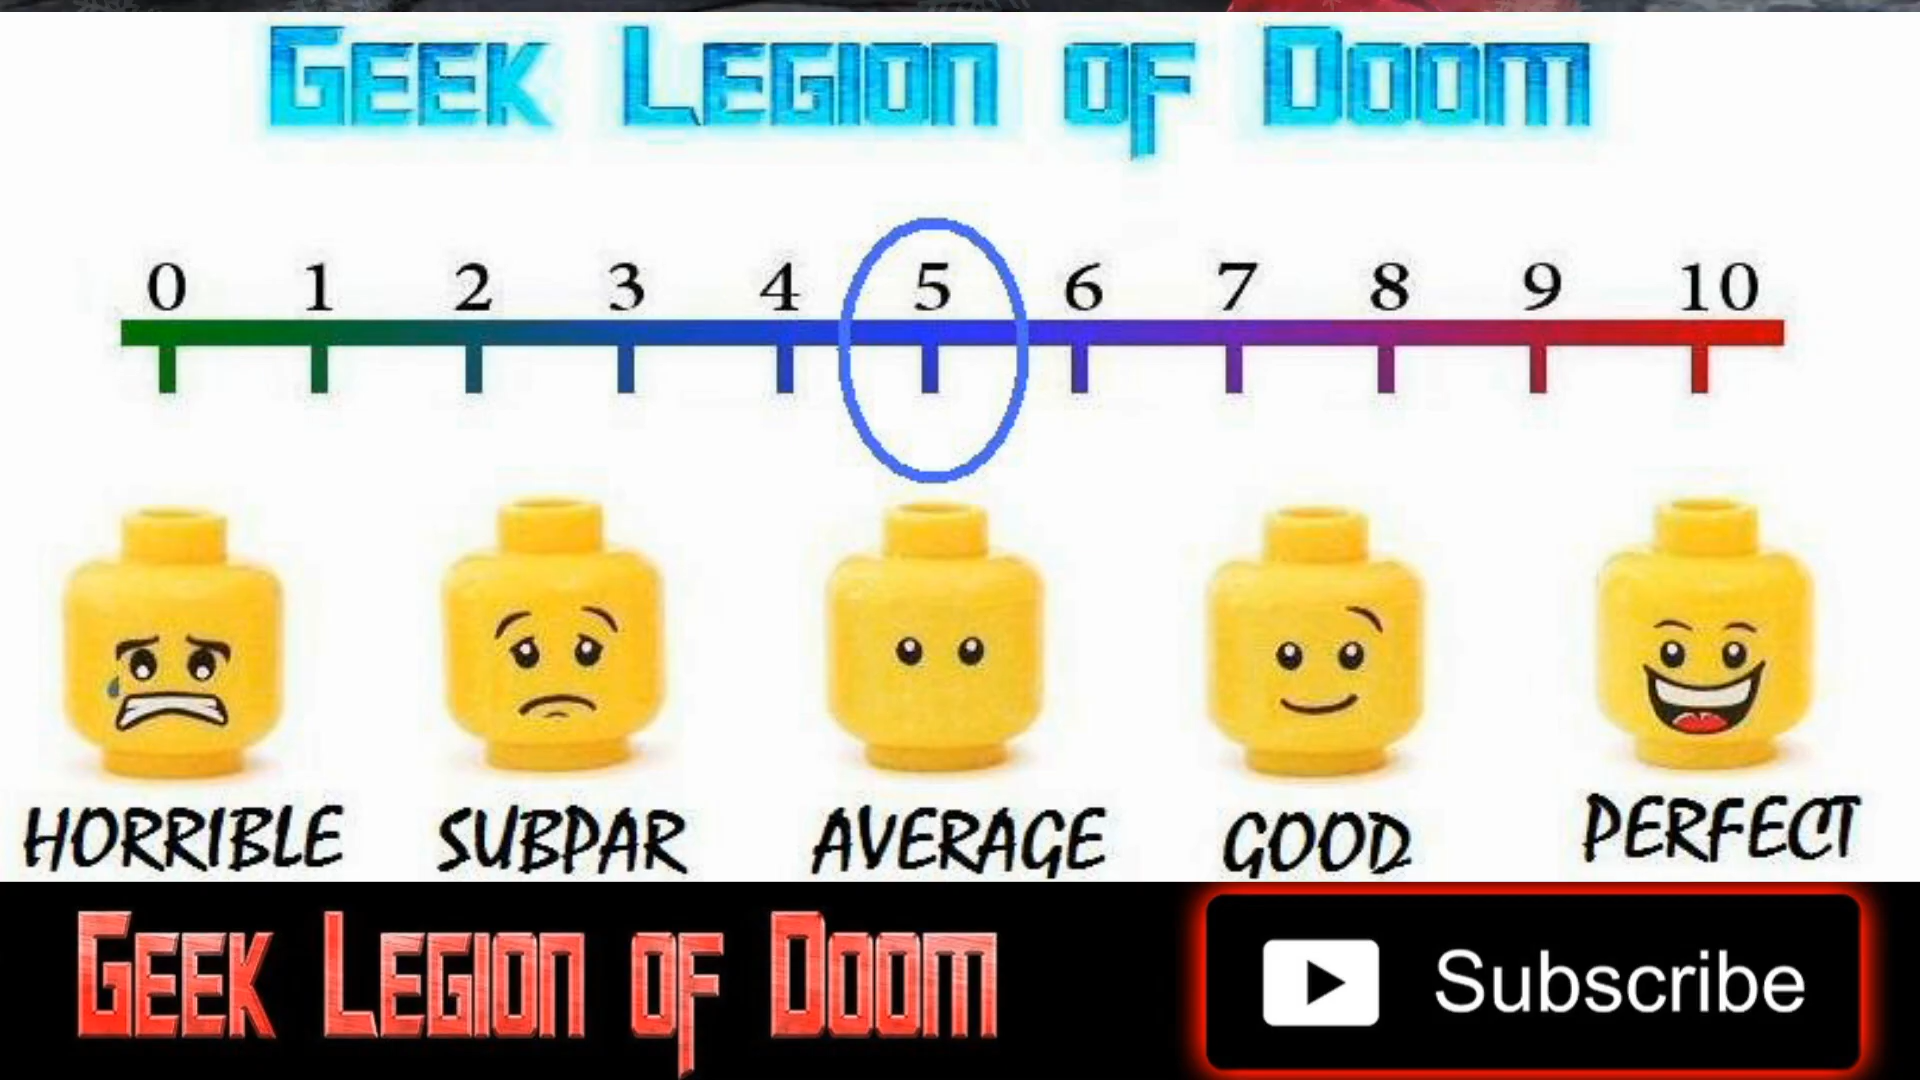 GEEK LEGION OF DOOM
0 1 2 3 4 5 6 7 8 9 10
HORRIBLE SUBPAR AVERAGE GOOD PERFECT
GEEK LEGION OF DOOM
Subscribe